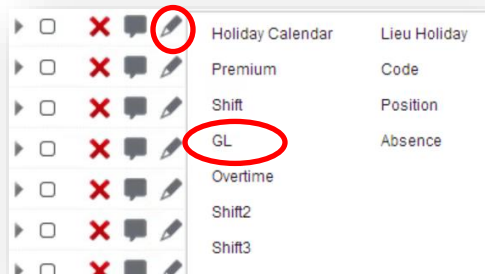 Holiday Calendar Lieu Holiday
Premium Code
Shift Position
GL Absence
Overtime
Shift2
Shift3